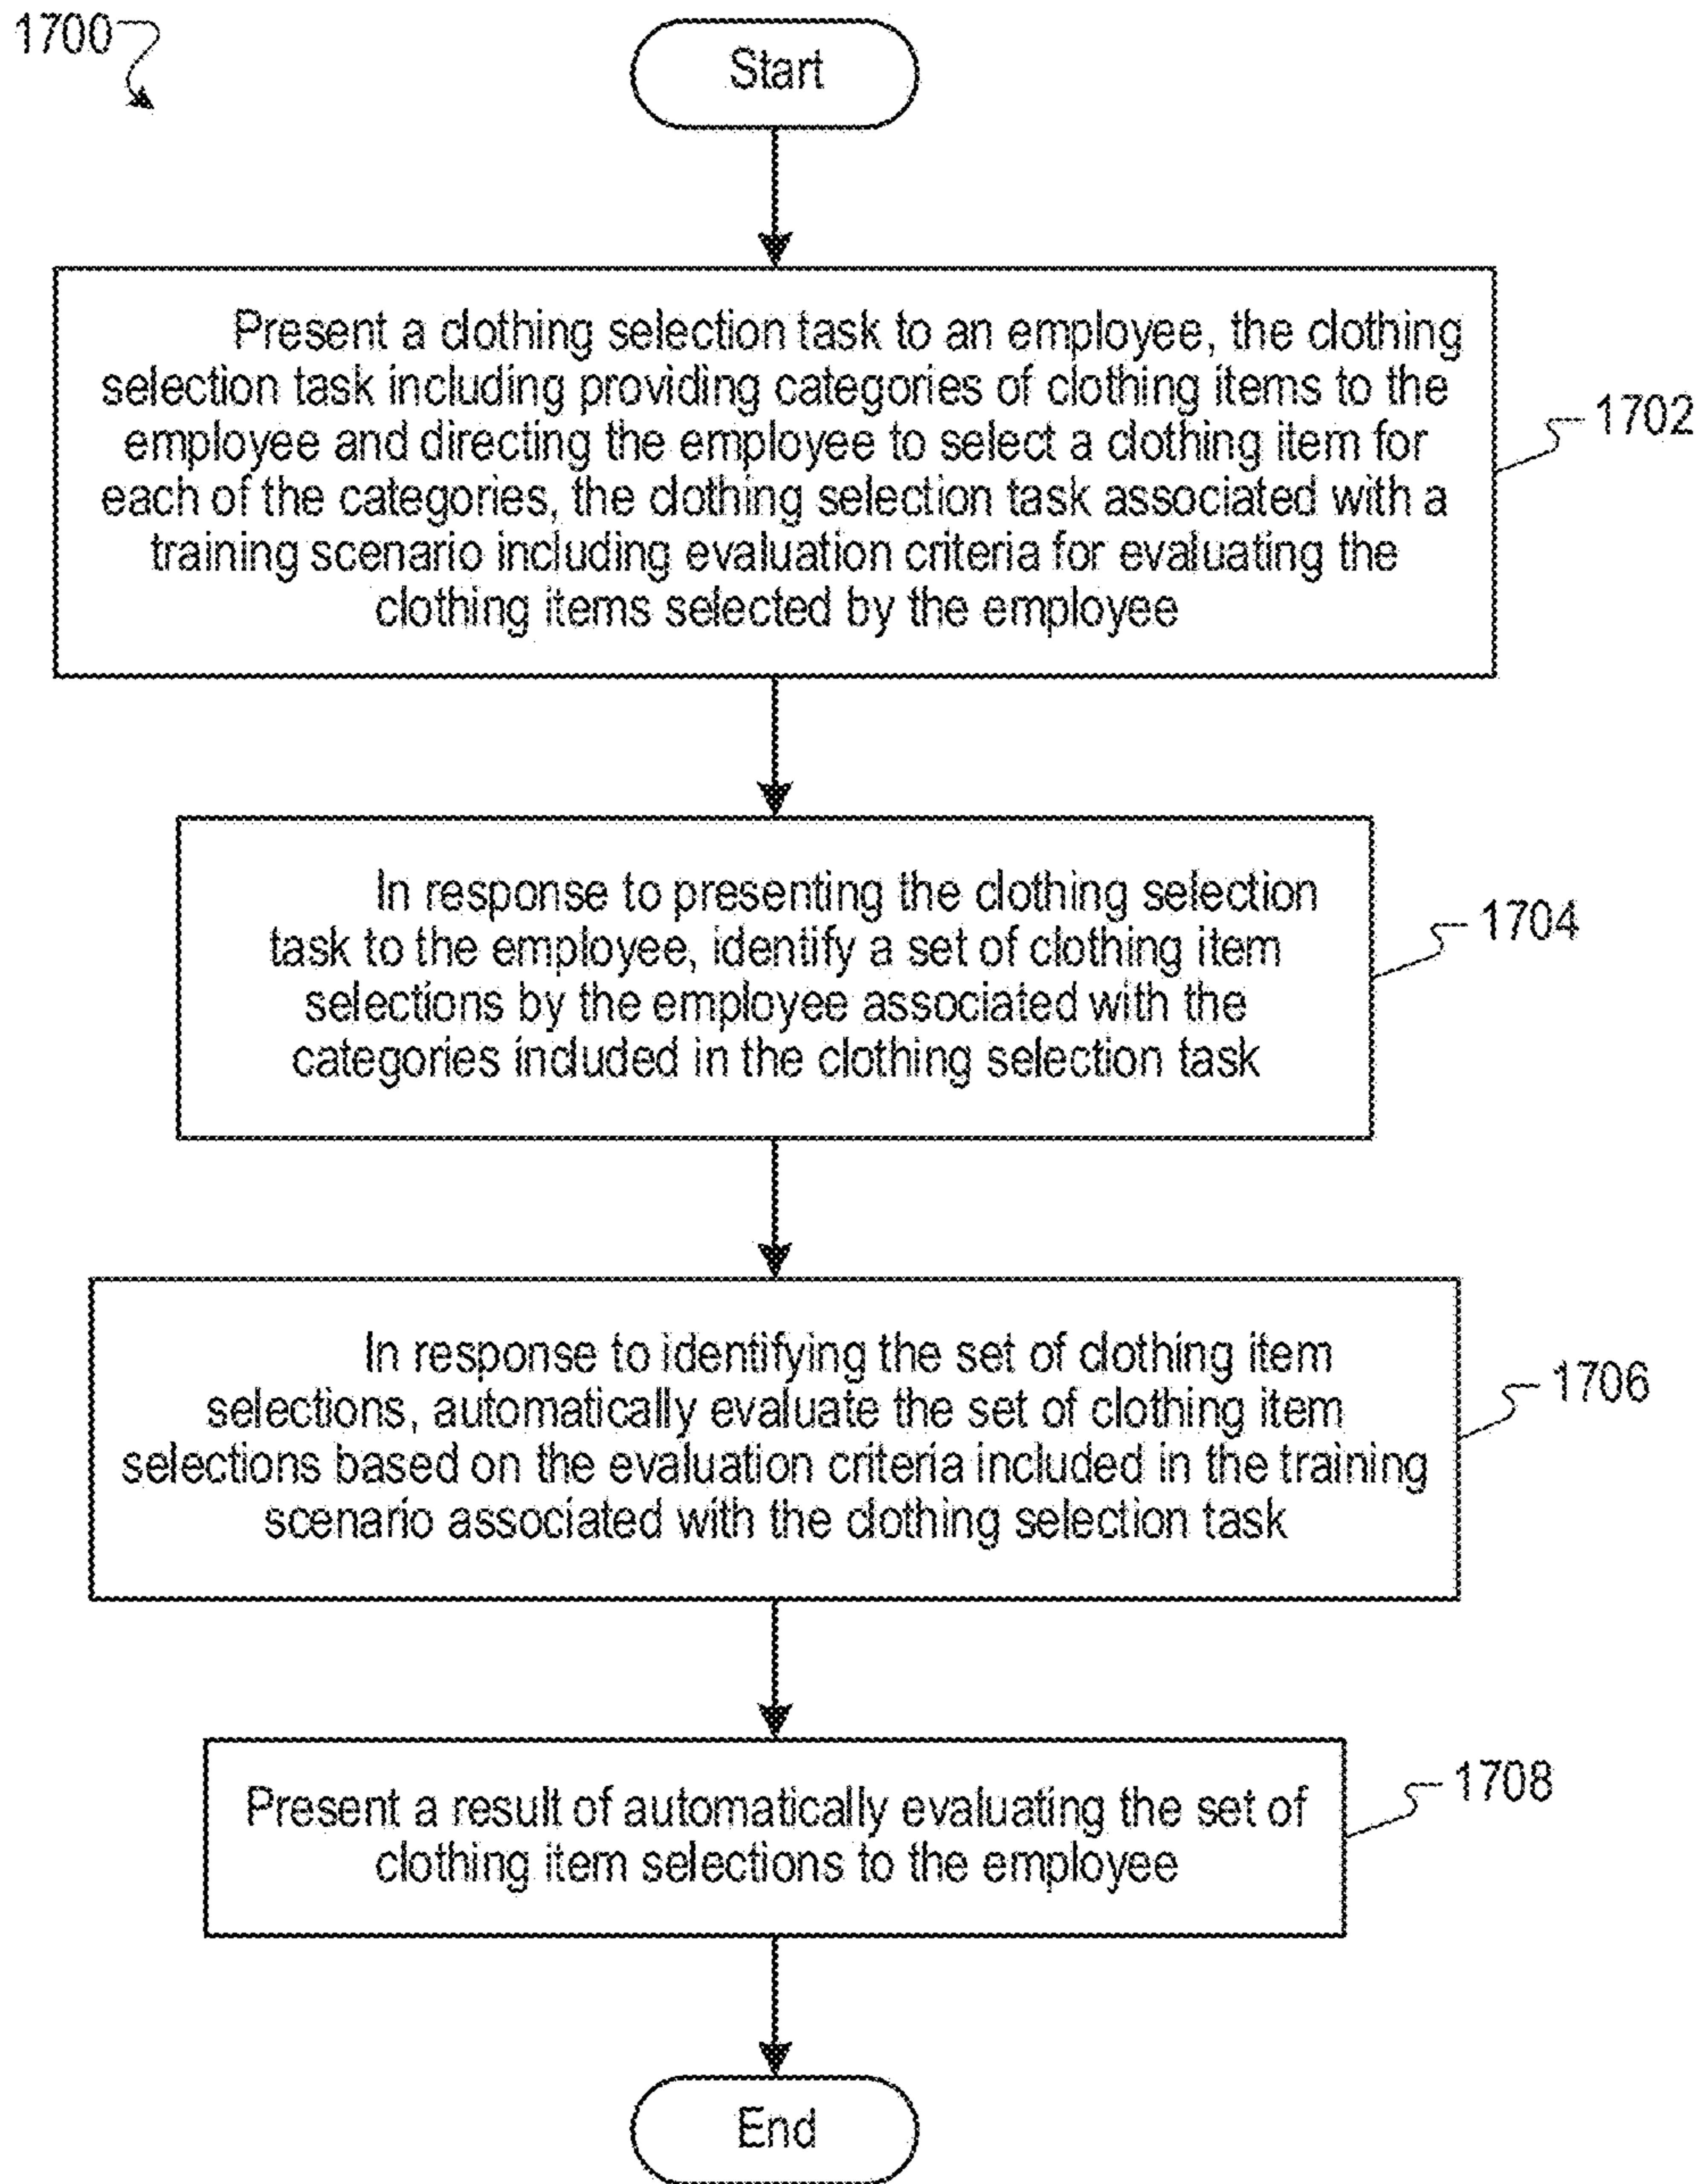 1700
Start
Present a clothing selection task to an employee, the clothing
selection task including providing categories of clothing items to the
employee and directing the employee to select a clothing item for
each of the categories, the clothing selection task associated with a
training scenario including evaluation criteria for evaluating the
clothing items selected by the employee
1702
In response to presenting the clothing selection
task to the employee, identify a set of clothing item
selections by the employee associated with the
categories included in the clothing selection task
1704
In response to identifying the set of clothing item
selections, automatically evaluate the set of clothing item
selections based on the evaluation criteria included in the training
scenario associated with the clothing selection task
1706
Present a result of automatically evaluating the set of
clothing item selections to the employee
1708
End